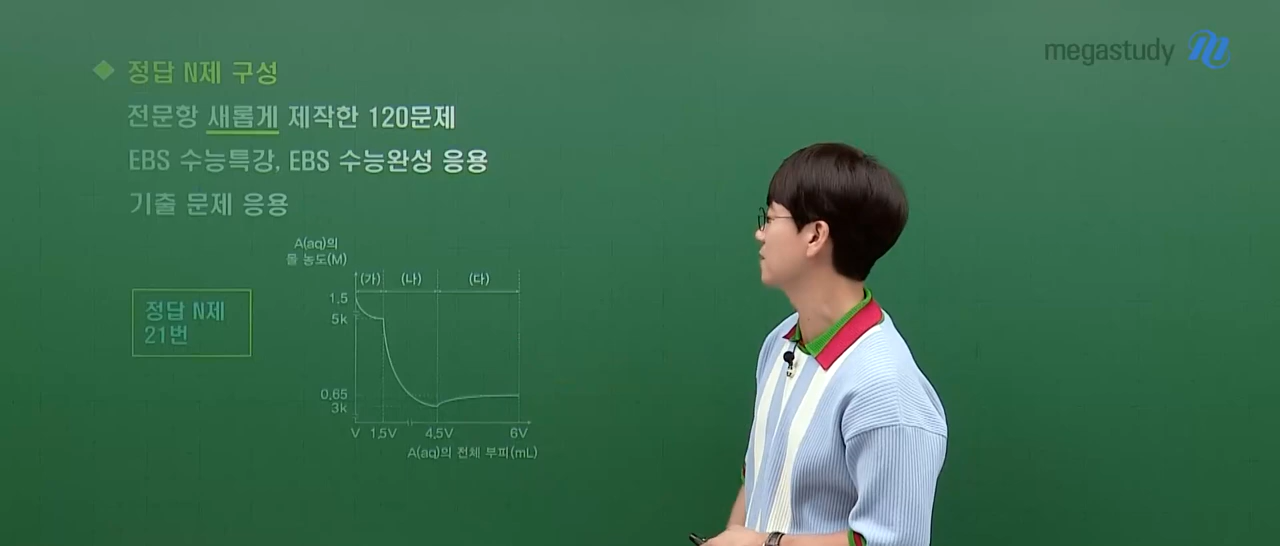 megastudy
◆ 정답 N제 구성
전문항 새롭게 제작한 120문제
EBS 수능특강, EBS 수능완성 응용
기출 문제 응용
정답 N제
21번
A(aq)의
몰 농도(M)
(가) (나) (다)
1.5
5k
0.65
3k
V 1.5V 4.5V 6V
A(aq)의 전체 부피(mL)